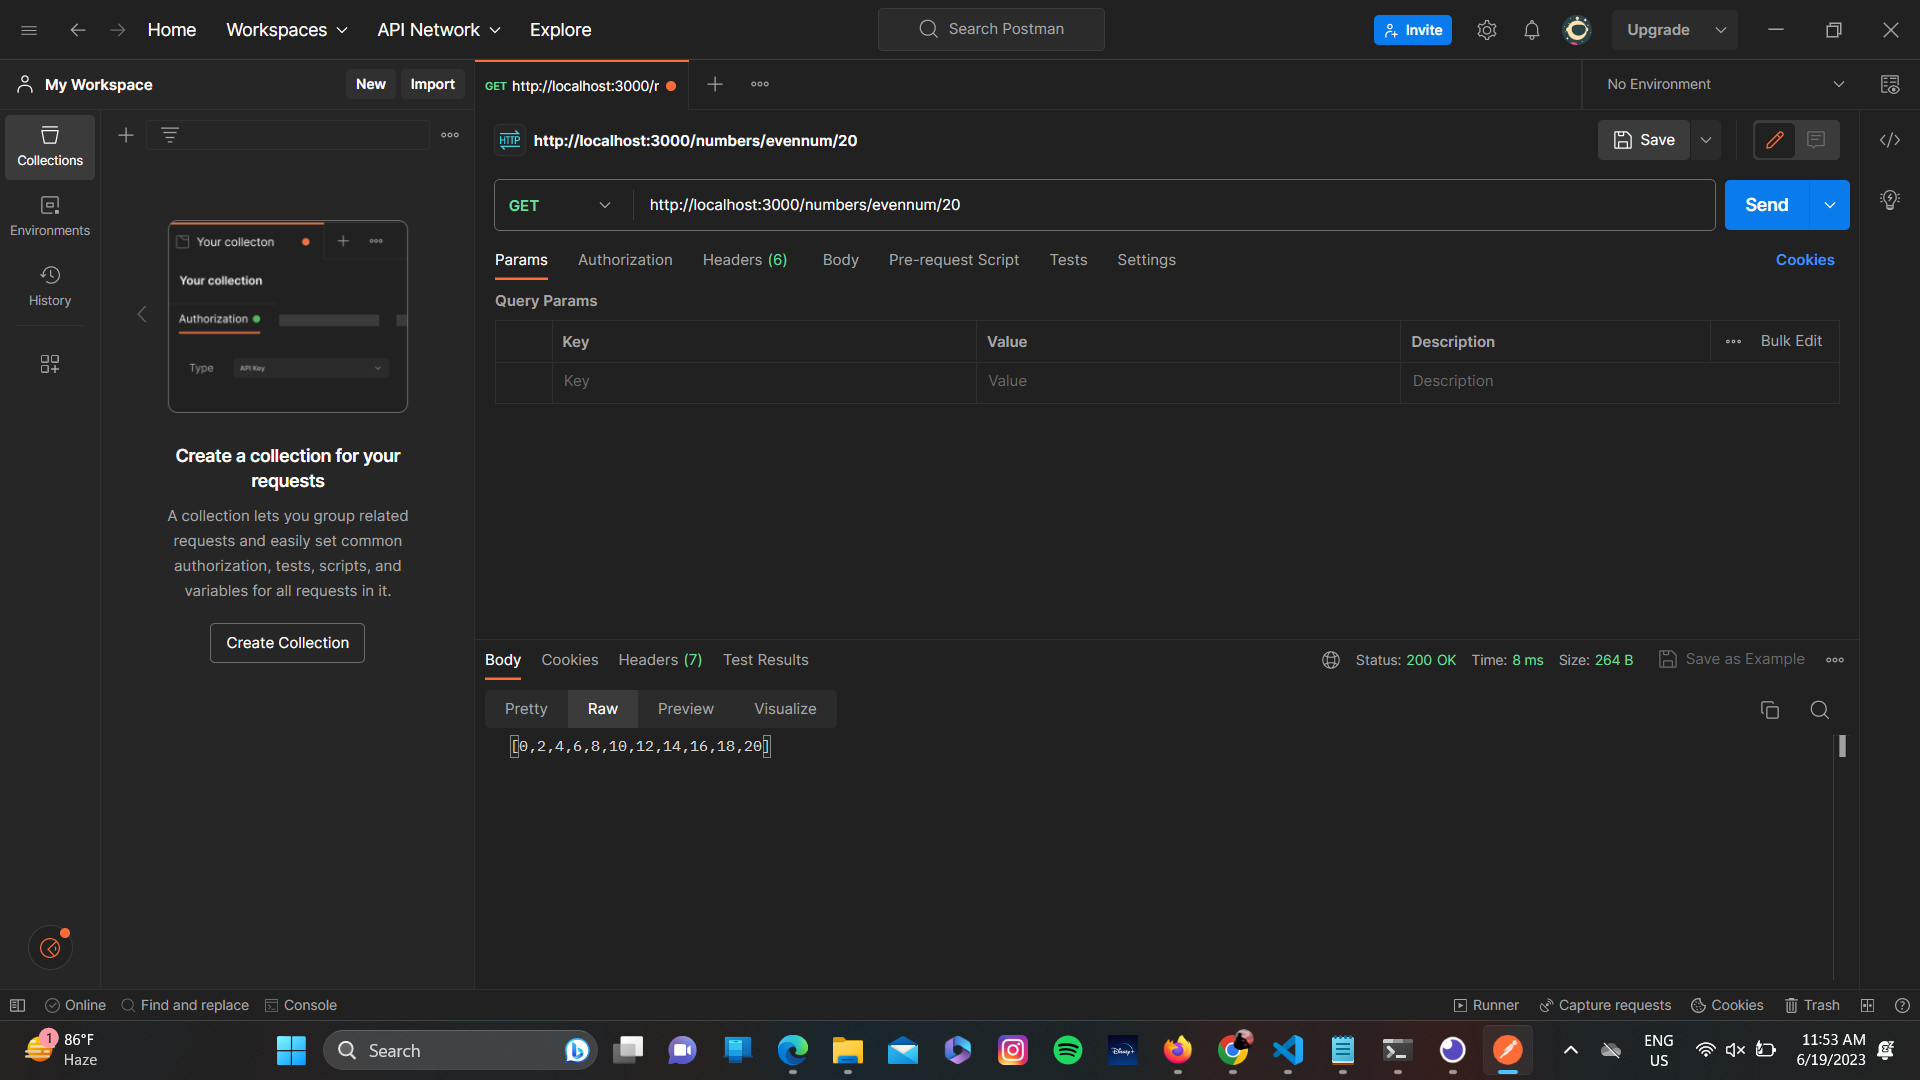 Home Workspaces API Network Explore Search Postman Invite Upgrade
My Workspace New Import GET http://localhost:3000/r No Environment
Collections
Environments
History
Your collecton
Your collection
Authorization
Type API Key
Create a collection for your
requests
A collection lets you group related
requests and easily set common
authorization, tests, scripts, and
variables for all requests in it.
Create Collection
HTTP http://localhost:3000/numbers/evennum/20 Save
GET http://localhost:3000/numbers/evennum/20 Send
Params Authorization Headers (6) Body Pre-request Script Tests Settings Cookies
Query Params
Key Value Description Bulk Edit
Key Value Description
Body Cookies Headers (7) Test Results Status: 200 OK Time: 8 ms Size: 264 B Save as Example
Pretty Raw Preview Visualize
[0,2,4,6,8,10,12,14,16,18,20]
Online Find and replace Console Runner Capture requests Cookies Trash
1 86°F
Haze
Search
Disney+
ENG
US
11:53 AM
6/19/2023